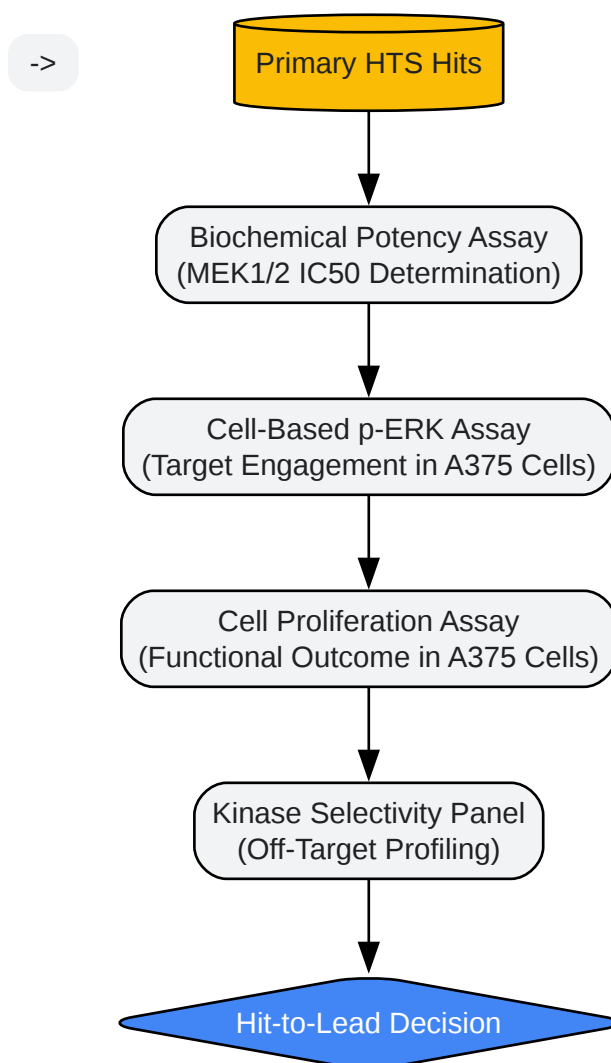 ->
Primary HTS Hits
Biochemical Potency Assay
(MEK1/2 IC50 Determination)
Cell-Based p-ERK Assay
(Target Engagement in A375 Cells)
Cell Proliferation Assay
(Functional Outcome in A375 Cells)
Kinase Selectivity Panel
(Off-Target Profiling)
Hit-to-Lead Decision